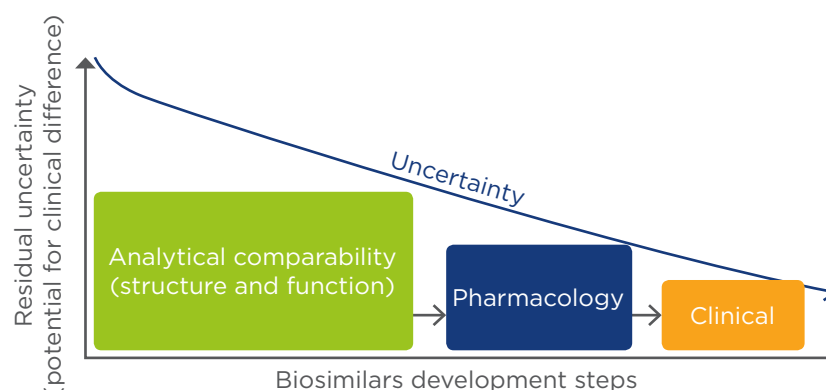 Residual uncertainty
(potential for clinical difference)
Uncertainty
Analytical comparability
(structure and function)
Pharmacology
Clinical
Biosimilars development steps